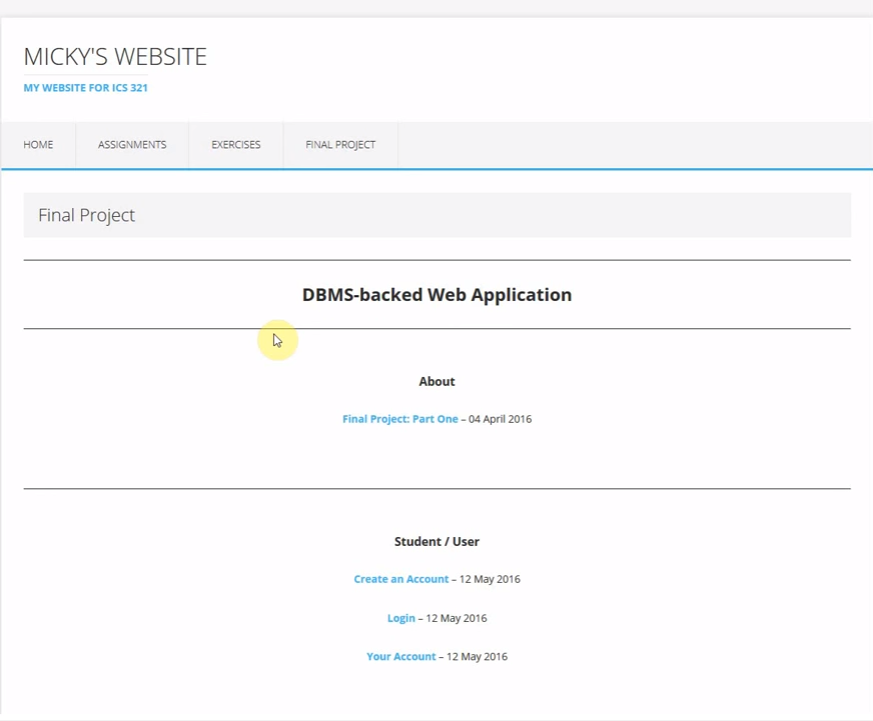 MICKY'S WEBSITE
MY WEBSITE FOR ICS 321
HOME ASSIGNMENTS EXERCISES FINAL PROJECT
Final Project
DBMS-backed Web Application
About
Final Project: Part One – 04 April 2016
Student / User
Create an Account – 12 May 2016
Login – 12 May 2016
Your Account – 12 May 2016